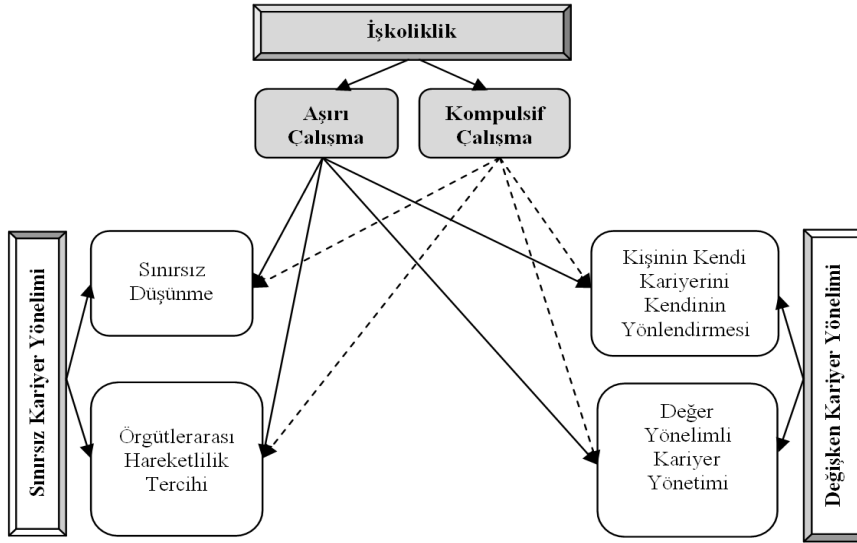 İşkoliklik
Aşırı
Çalışma
Kompulsif
Çalışma
Sınırsız Kariyer Yönelimi
Sınırsız
Düşünme
Örgütlerarası
Hareketlilik
Tercihi
Kişinin Kendi
Kariyerini
Kendinin
Yönlendirmesi
Değer
Yönelimli
Kariyer
Yönetimi
Değişken Kariyer Yönelimi